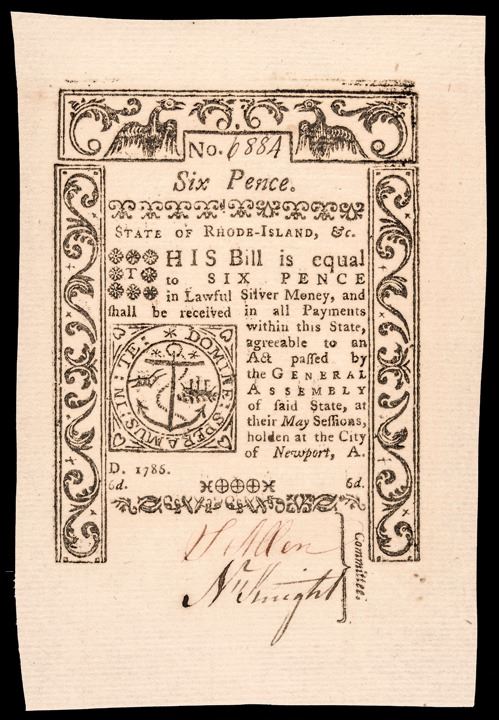 No. 6884
Six Pence.
STATE OF RHODE-ISLAND, &c.
THIS Bill is equal
to SIX PENCE
in Lawful Silver Money, and
ſhall be received in all Payments
within this State,
agreeable to an
Act paſſed by
the GENERAL
ASSEMBLY
of ſaid State, at
their May Seſſions,
holden at the City
of Newport, A.
D. 1786.
IN : TE : DOMINE : SPERAMUS
6d. 6d.
S Allen
N Knight
Committee.